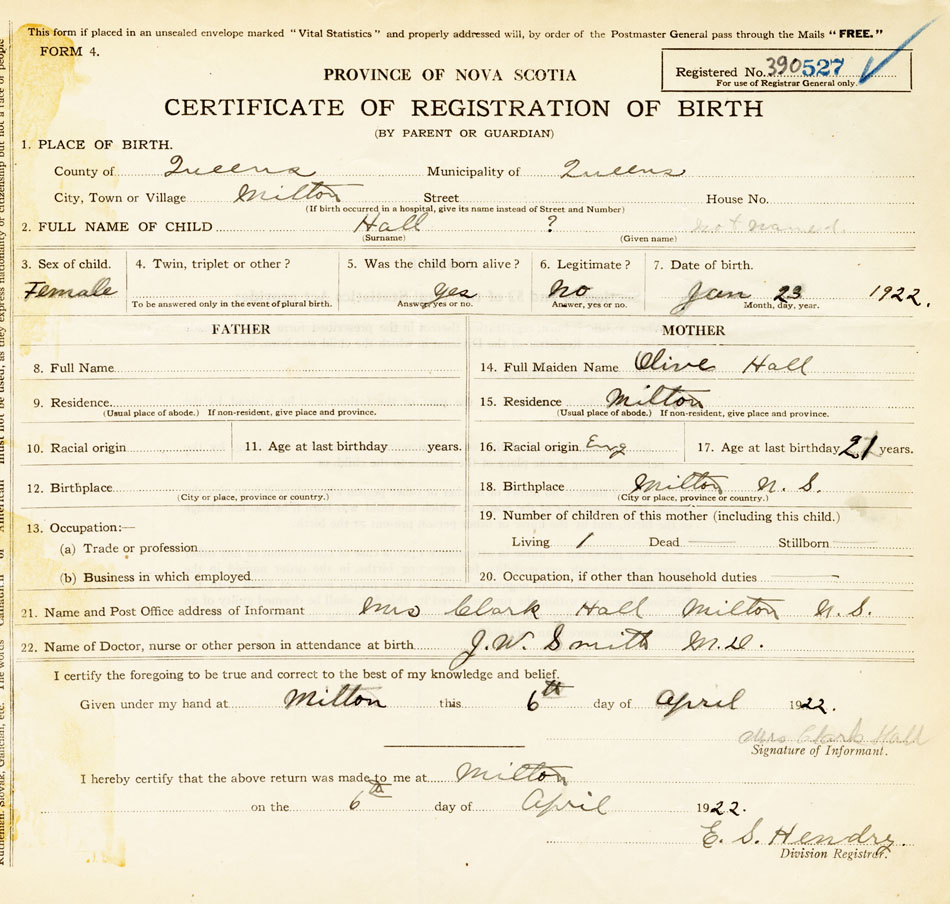 This form if placed in an unsealed envelope marked "Vital Statistics" and properly addressed will, by order of the Postmaster General pass through the Mails "FREE."
FORM 4.
Registered No. 390527
For use of Registrar General only.
PROVINCE OF NOVA SCOTIA
CERTIFICATE OF REGISTRATION OF BIRTH
(BY PARENT OR GUARDIAN)
1. PLACE OF BIRTH.
County of Queens Municipality of Queens
City, Town or Village Milton Street House No.
(If birth occurred in a hospital, give its name instead of Street and Number)
2. FULL NAME OF CHILD Hall ? not named.
(Surname) (Given name)
3. Sex of child. 4. Twin, triplet or other? 5. Was the child born alive? 6. Legitimate? 7. Date of birth.
Female yes no Jan 23 1922.
To be answered only in the event of plural birth. Answer, yes or no. Answer, yes or no. Month, day, year.
FATHER MOTHER
8. Full Name 14. Full Maiden Name Olive Hall
9. Residence. 15. Residence Milton
(Usual place of abode.) If non-resident, give place and province. (Usual place of abode.) If non-resident, give place and province.
10. Racial origin 11. Age at last birthday years. 16. Racial origin Eng 17. Age at last birthday 21 years.
12. Birthplace 18. Birthplace Milton N. S.
(City or place, province or country.) (City or place, province or country.)
13. Occupation:— 19. Number of children of this mother (including this child.)
(a) Trade or profession Living 1 Dead — Stillborn —
(b) Business in which employed 20. Occupation, if other than household duties —
21. Name and Post Office address of Informant Mrs Clark Hall Milton N. S.
22. Name of Doctor, nurse or other person in attendance at birth J. W. Smith M. D.
I certify the foregoing to be true and correct to the best of my knowledge and belief.
Given under my hand at Milton this 6th day of April 1922.
Mrs Clark Hall
Signature of Informant.
I hereby certify that the above return was made to me at Milton
on the 6th day of April 1922.
E. S. Hendry.
Division Registrar.